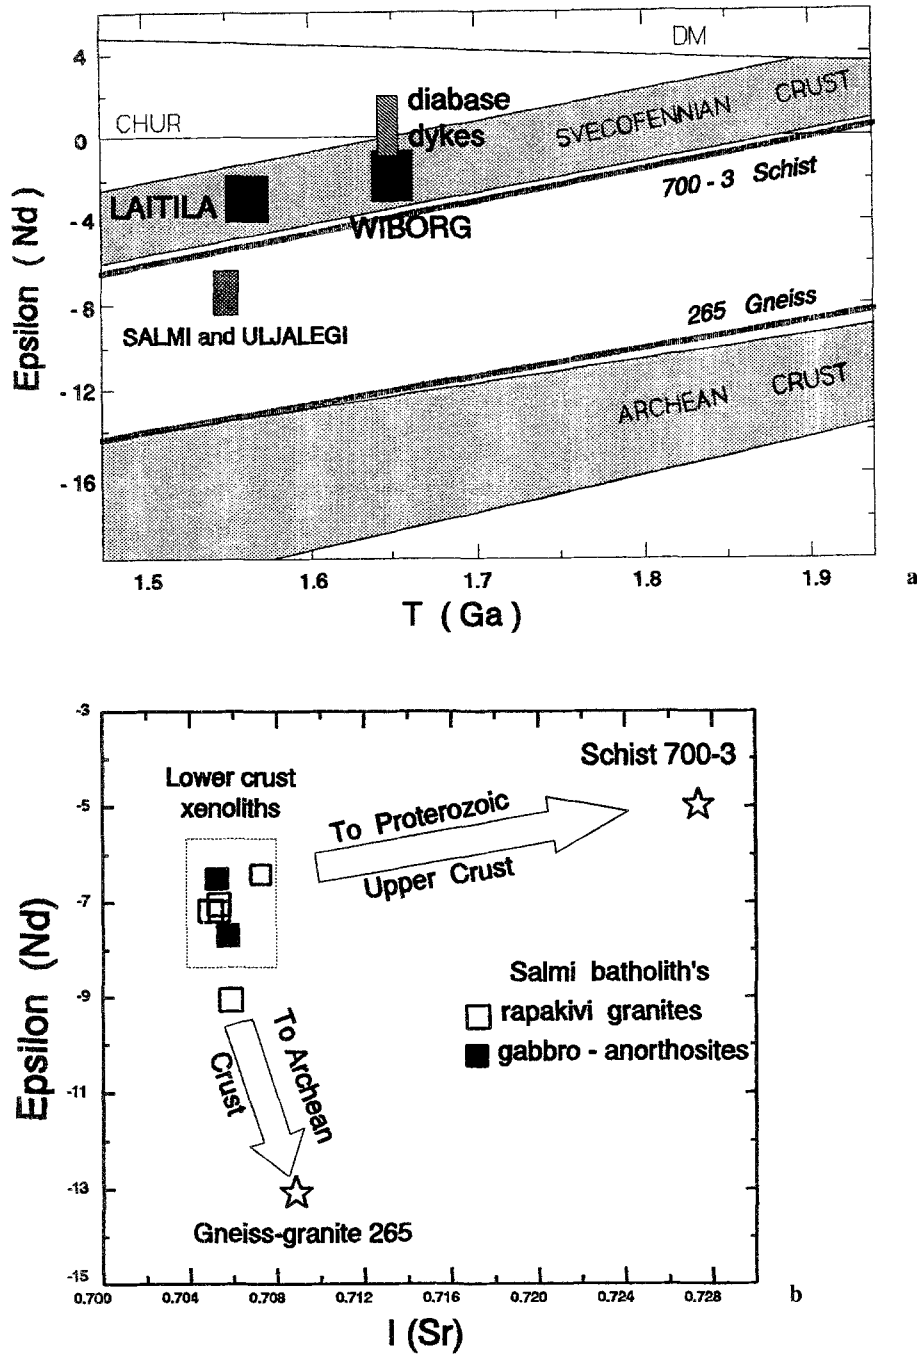 DM
4
CHUR
0
diabase
dykes
SVECOFENNIAN CRUST
700 - 3 Schist
LAITILA
WIBORG
- 4
- 8
SALMI and ULJALEGI
265 Gneiss
- 12
ARCHEAN CRUST
- 16
Epsilon ( Nd )
1.5 1.6 1.7 1.8 1.9
T ( Ga )
a
-3
Schist 700-3
Lower crust
xenoliths
-5
To Proterozoic
Upper Crust
-7
Salmi batholith's
rapakivi granites
gabbro - anorthosites
-9
To Archean
Crust
-11
-13
Gneiss-granite 265
-15
Epsilon (Nd)
0.700 0.704 0.708 0.712 0.716 0.720 0.724 0.728
I (Sr)
b